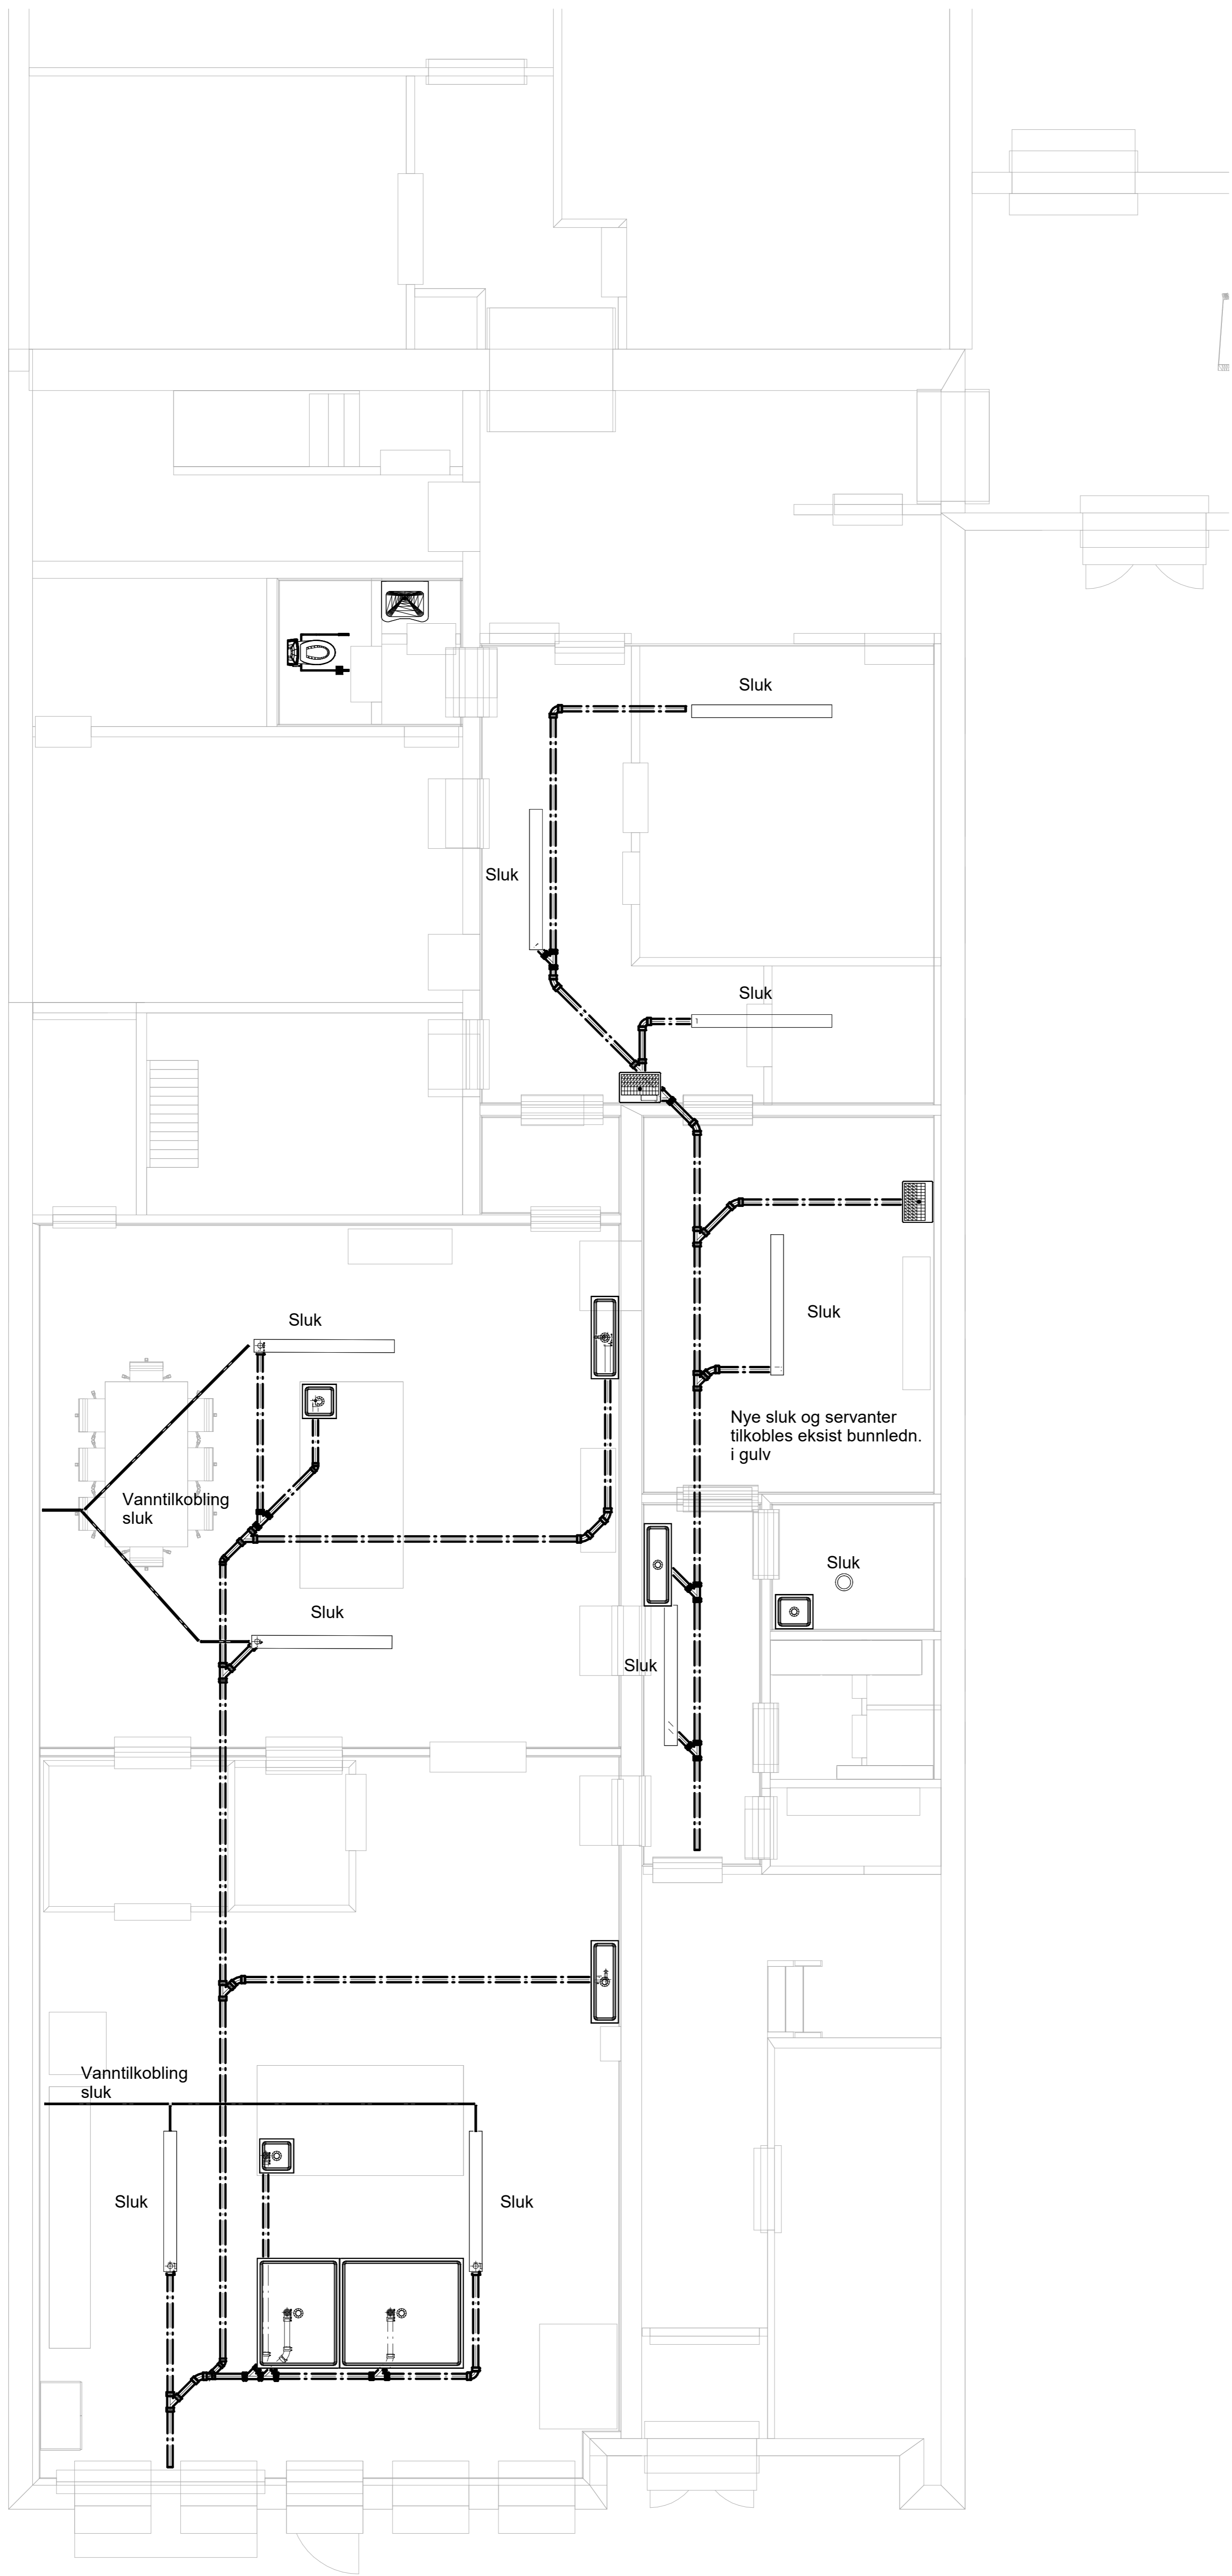 Sluk
Sluk
Sluk
Sluk
Sluk
Nye sluk og servanter
tilkobles eksist bunnledn.
i gulv
Vanntilkobling
sluk
Sluk
Sluk
Sluk
Vanntilkobling
sluk
Sluk
Sluk